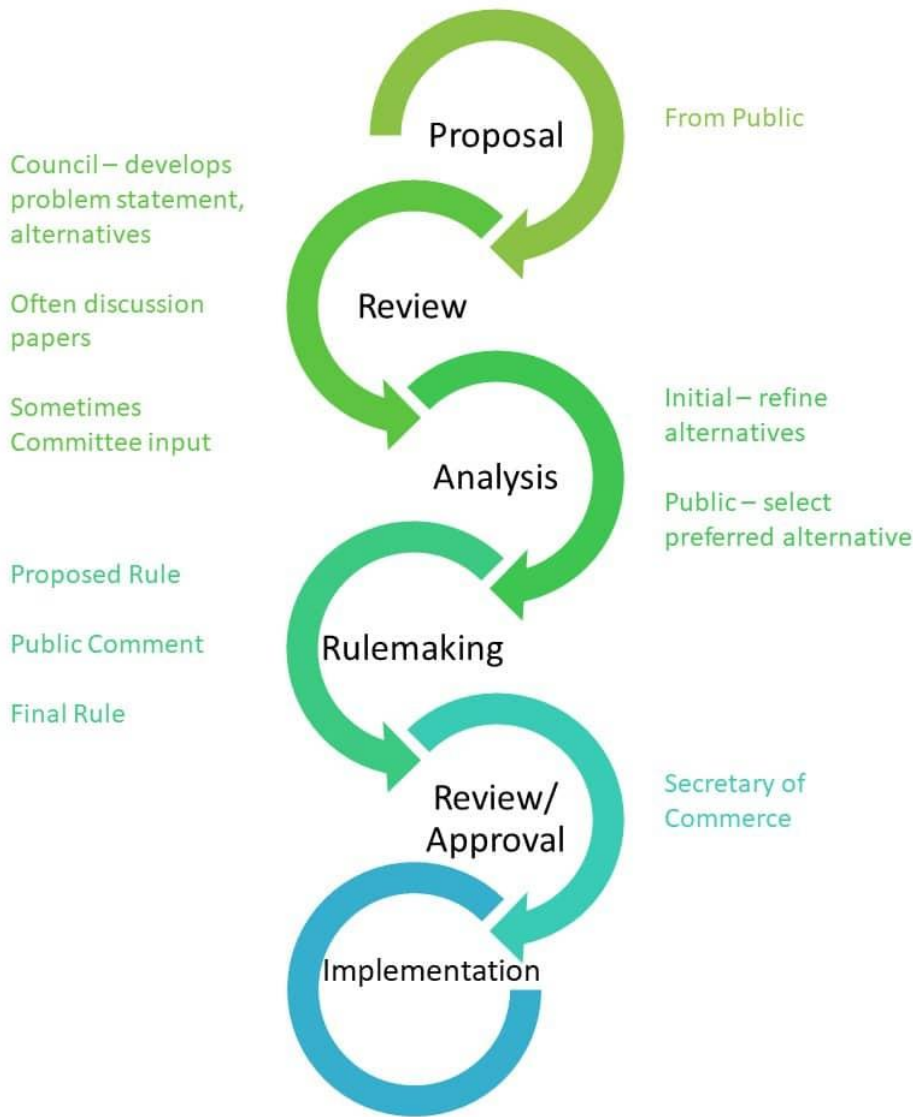 Proposal
From Public
Council – develops
problem statement,
alternatives
Often discussion
papers
Sometimes
Committee input
Review
Initial – refine
alternatives
Public – select
preferred alternative
Analysis
Proposed Rule
Public Comment
Final Rule
Rulemaking
Review/
Approval
Secretary of
Commerce
Implementation